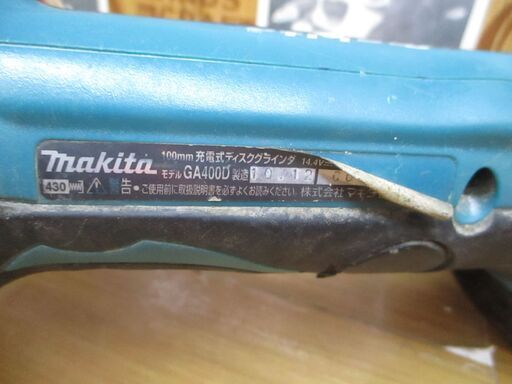 makita 100mm 充電式ディスクグラインダ 14.4V
モデル GA400D 製造
430 警告 ●ご使用前に取扱説明書を必ずよくお読みください。株式会社マキタ